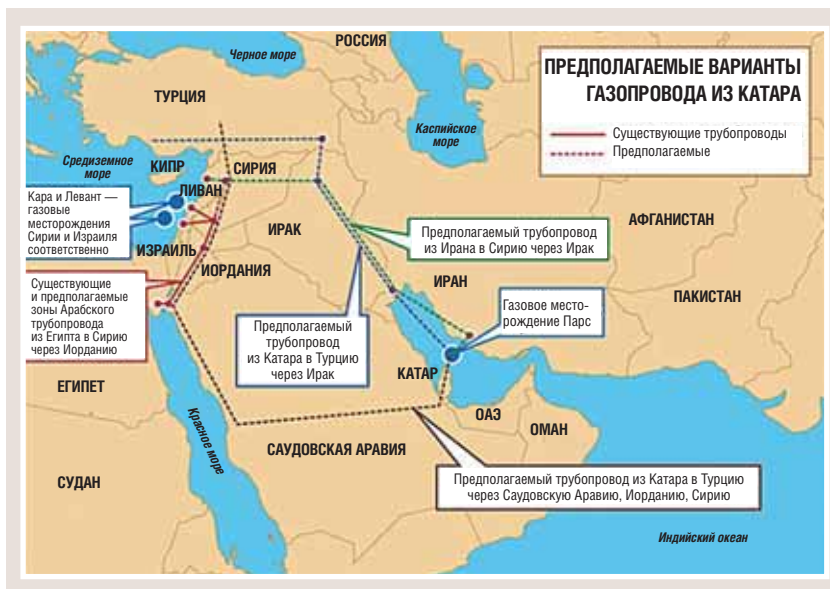 РОССИЯ
Черное море
ПРЕДПОЛАГАЕМЫЕ ВАРИАНТЫ
ГАЗОПРОВОДА ИЗ КАТАРА
Существующие трубопроводы
Предполагаемые
ТУРЦИЯ
Каспийское
море
Средиземное
море
КИПР
СИРИЯ
ЛИВАН
Кара и Левант —
газовые
месторождения
Сирии и Израиля
соответственно
ИРАК
ИЗРАИЛЬ
ИОРДАНИЯ
Предполагаемый трубопровод
из Ирана в Сирию через Ирак
АФГАНИСТАН
ИРАН
ПАКИСТАН
Существующие
и предполагаемые
зоны Арабского
трубопровода
из Египта в Сирию
через Иорданию
Предполагаемый
трубопровод
из Катара в Турцию
через Ирак
Газовое место-
рождение Парс
ЕГИПЕТ
КАТАР
Красное море
ОАЭ
ОМАН
САУДОВСКАЯ АРАВИЯ
СУДАН
Предполагаемый трубопровод из Катара в Турцию
через Саудовскую Аравию, Иорданию, Сирию
Индийский океан